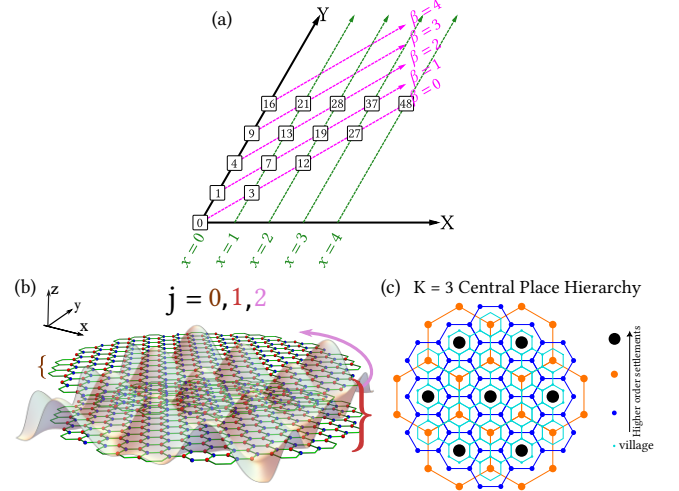 (a)
Y
β = 4
β = 3
β = 2
β = 1
β = 0
16 21 28 37 48
9 13 19 27
4 7 12
1 3
0
X
x = 0
x = 1
x = 2
x = 3
x = 4
(b)
j = 0, 1, 2
z
y
x
{
}
(c) K = 3 Central Place Hierarchy
Higher order settlements
village